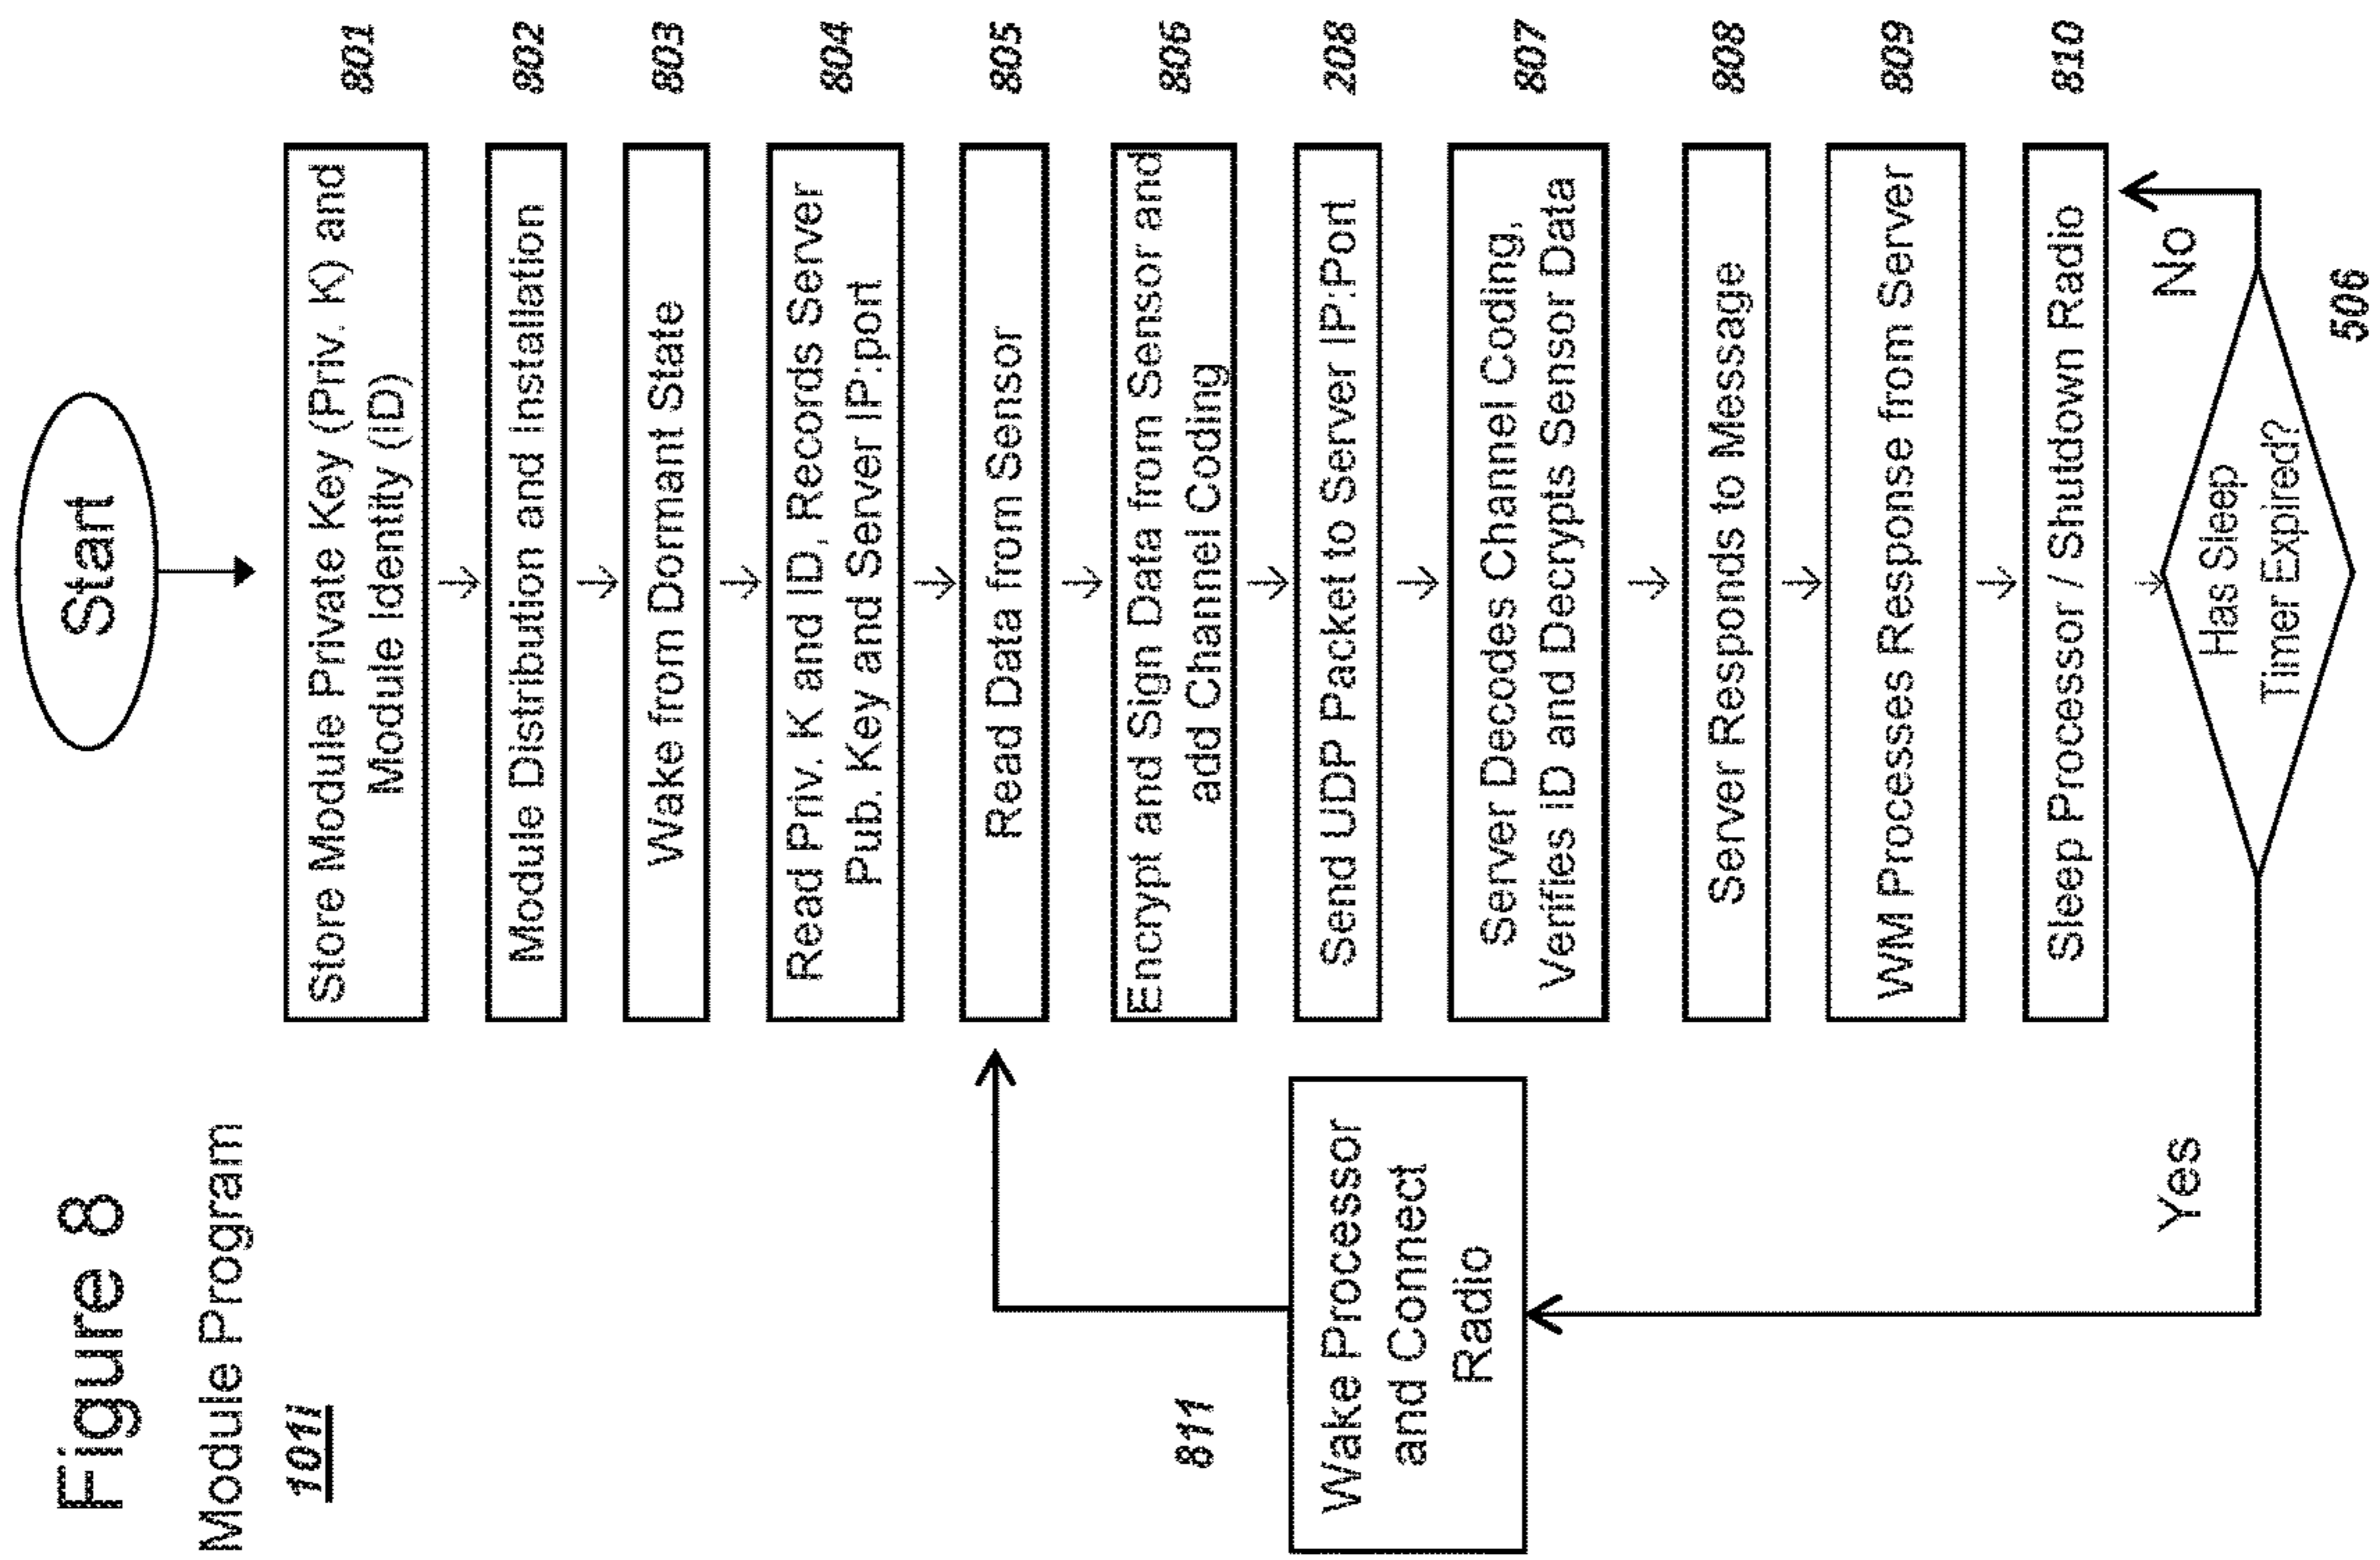 Figure 8
Module Program
101i
Start
Store Module Private Key (Priv. K) and
Module Identity (ID)
801
Module Distribution and Installation
802
Wake from Dormant State
803
Read Priv. K and ID, Records Server
Pub. Key and Server IP:port
804
Read Data from Sensor
805
Encrypt and Sign Data from Sensor and
add Channel Coding
806
Send UDP Packet to Server IP:Port
208
Server Decodes Channel Coding,
Verifies ID and Decrypts Sensor Data
807
Server Responds to Message
808
WM Processes Response from Server
809
Sleep Processor / Shutdown Radio
810
Has Sleep
Timer Expired?
506
No
Yes
811
Wake Processor
and Connect
Radio